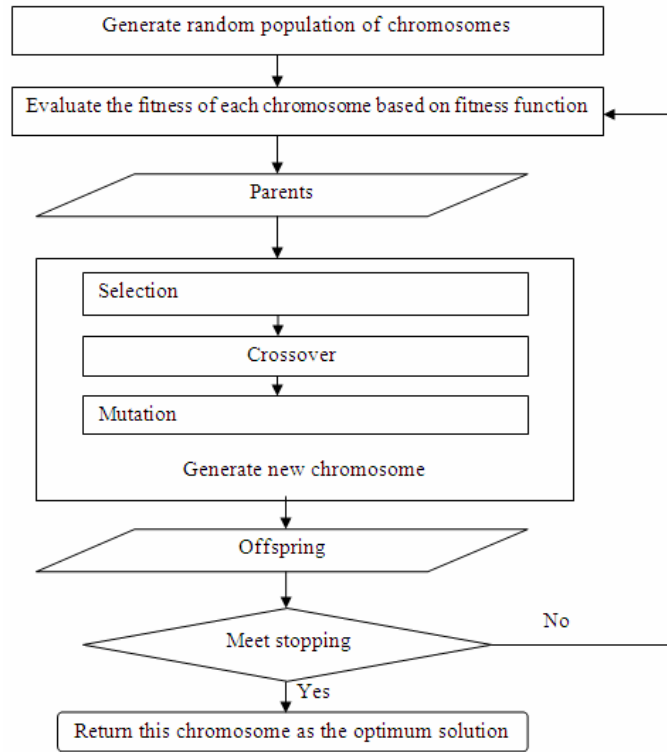 Generate random population of chromosomes
Evaluate the fitness of each chromosome based on fitness function
Parents
Selection
Crossover
Mutation
Generate new chromosome
Offspring
Meet stopping
No
Yes
Return this chromosome as the optimum solution